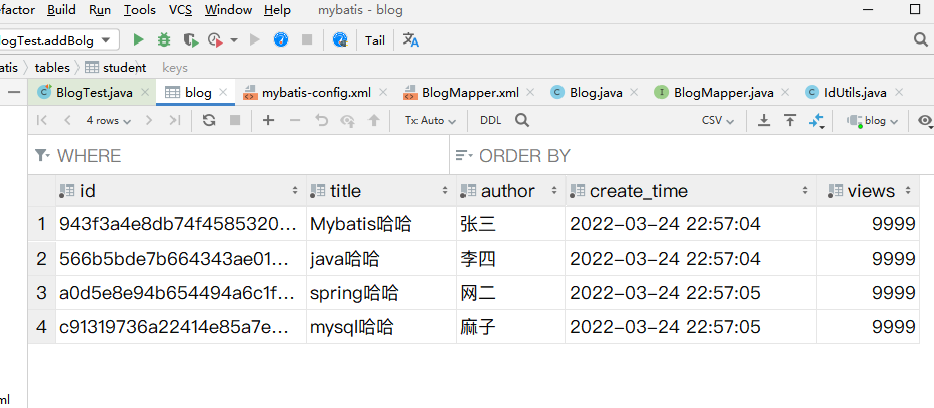 efactor Build Run Tools VCS Window Help mybatis - blog
logTest.addBolg Tail
atis tables student keys
BlogTest.java blog mybatis-config.xml BlogMapper.xml Blog.java BlogMapper.java IdUtils.java
4 rows Tx: Auto DDL CSV blog
WHERE ORDER BY
id title author create_time views
1 943f3a4e8db74f4585320... Mybatis哈哈 张三 2022-03-24 22:57:04 9999
2 566b5bde7b664343ae01... java哈哈 李四 2022-03-24 22:57:04 9999
3 a0d5e8e94b654494a6c1f... spring哈哈 网二 2022-03-24 22:57:05 9999
4 c91319736a22414e85a7e... mysql哈哈 麻子 2022-03-24 22:57:05 9999
ml